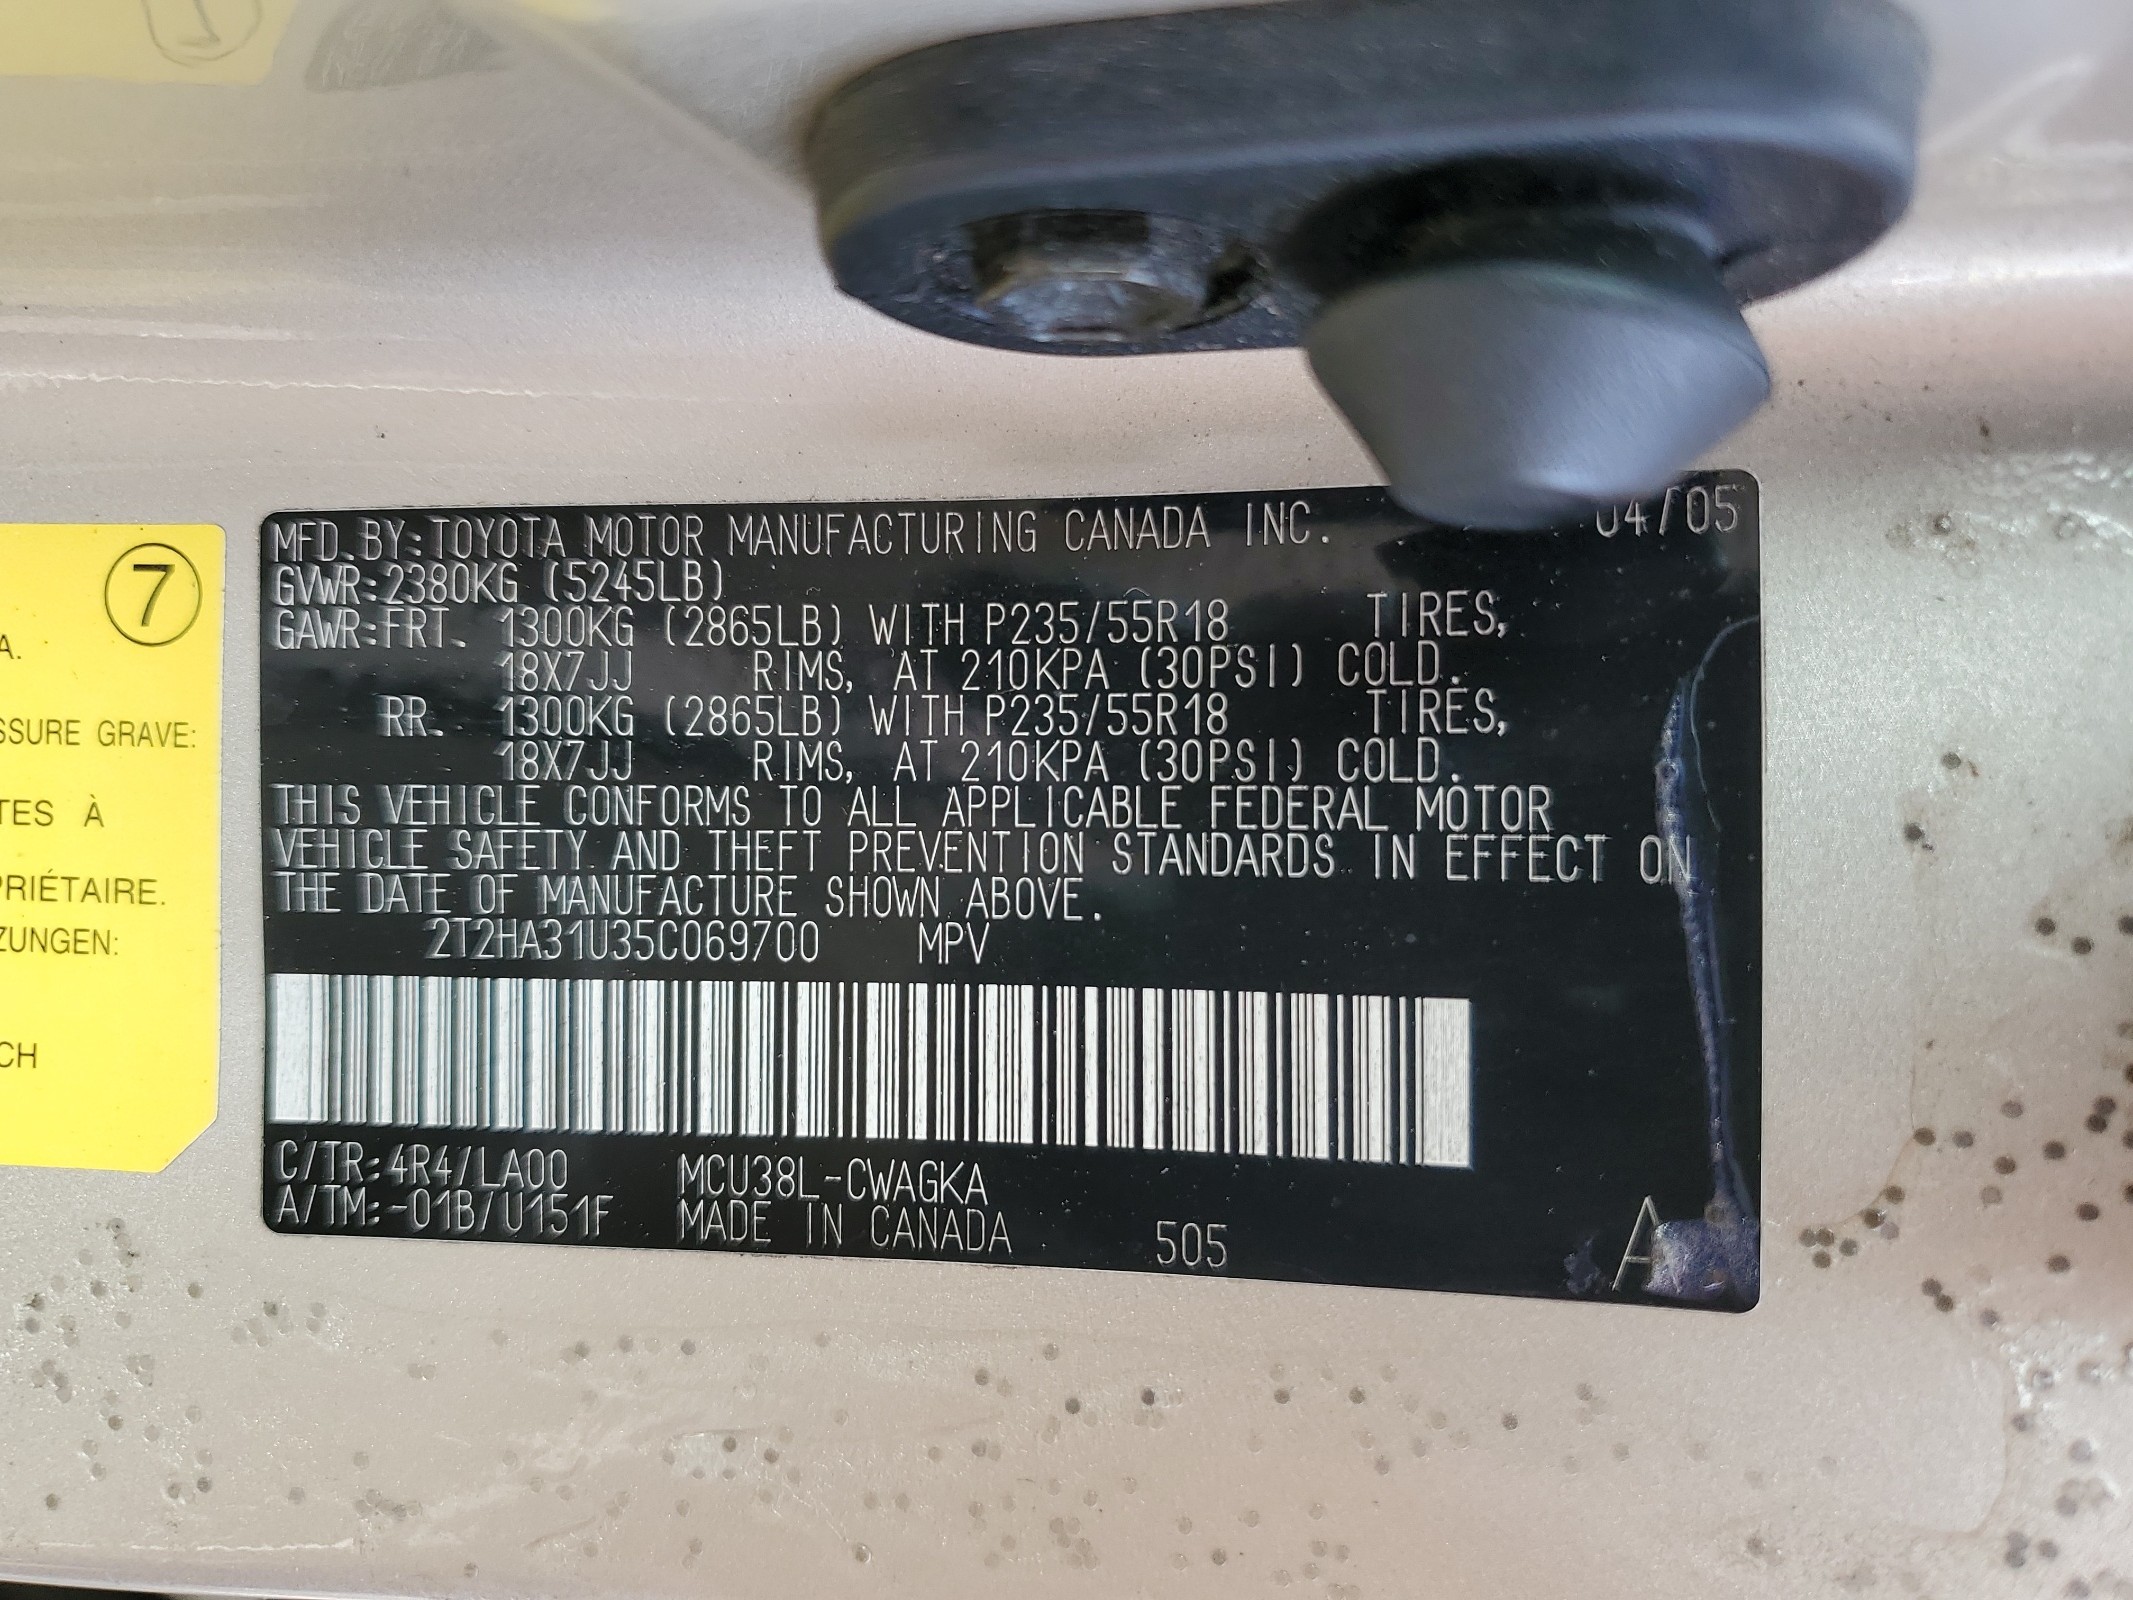 7
A.
SSURE GRAVE:
TES À
PRIÉTAIRE.
ZUNGEN:
CH
MFD. BY: TOYOTA MOTOR MANUFACTURING CANADA INC. 04/05
GVWR: 2380KG (5245LB)
GAWR: FRT. 1300KG (2865LB) WITH P235/55R18 TIRES,
18X7JJ RIMS, AT 210KPA (30PSI) COLD.
RR. 1300KG (2865LB) WITH P235/55R18 TIRES,
18X7JJ RIMS, AT 210KPA (30PSI) COLD.
THIS VEHICLE CONFORMS TO ALL APPLICABLE FEDERAL MOTOR
VEHICLE SAFETY AND THEFT PREVENTION STANDARDS IN EFFECT ON
THE DATE OF MANUFACTURE SHOWN ABOVE.
2T2HA31U35C069700 MPV
C/TR: 4R4/LA00 MCU38L-CWAGKA
A/TM: -01B/U151F MADE IN CANADA 505 A